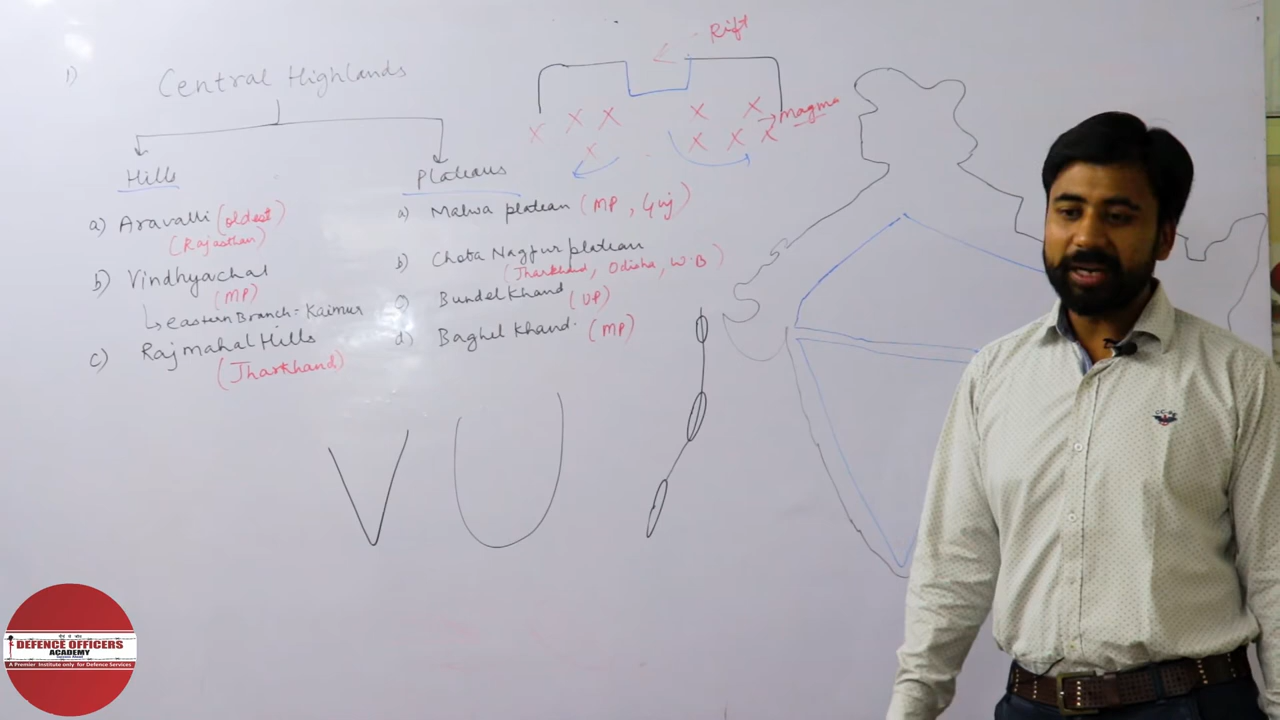 1) Central Highlands
Hills
a) Aravalli (oldest)
(Rajasthan)
b) Vindhyachal
(MP)
eastern Branch = Kaimur
c) Rajmahal Hills
(Jharkhand)
Plateaus
a) Malwa plateau (MP, Guj)
b) Chota Nagpur plateau
(Jharkhand, Odisha, W.B)
c) Bundel Khand (UP)
d) Baghel Khand. (MP)
Rift
x x x x x
x x x x x
Magma
V U
DEFENCE OFFICERS
ACADEMY
A Premier Institute only for Defence Services